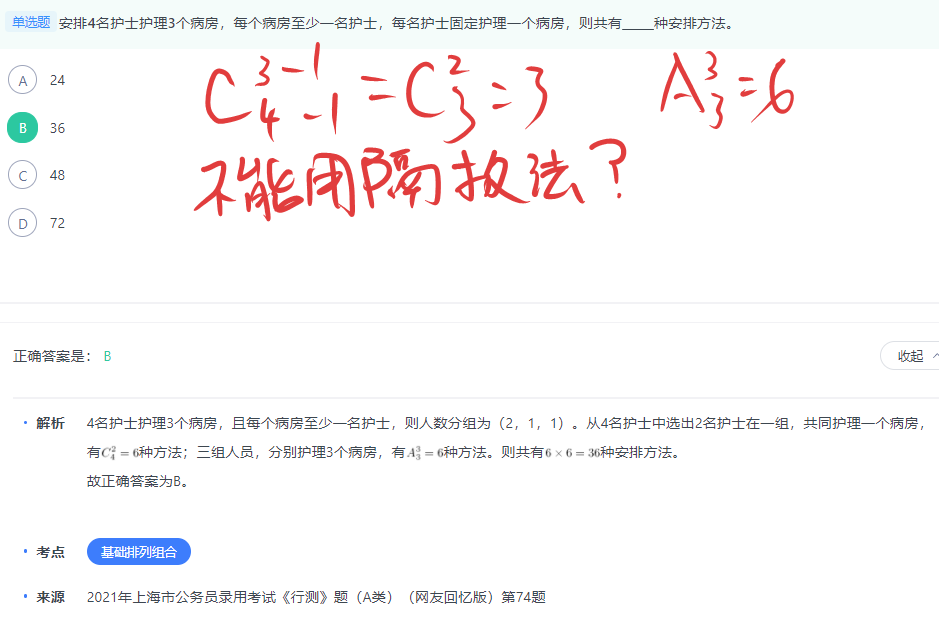 单选题 安排4名护士护理3个病房，每个病房至少一名护士，每名护士固定护理一个病房，则共有____种安排方法。
A 24
B 36
C 48
D 72
C₄₋₁³⁻¹ = C₃² = 3 A₃³ = 6
不能用隔板法？
正确答案是： B
收起
解析 4名护士护理3个病房，且每个病房至少一名护士，则人数分组为（2，1，1）。从4名护士中选出2名护士在一组，共同护理一个病房，
有C₄² = 6种方法；三组人员，分别护理3个病房，有A₃³ = 6种方法。则共有6 × 6 = 36种安排方法。
故正确答案为B。
考点 基础排列组合
来源 2021年上海市公务员录用考试《行测》题（A类）（网友回忆版）第74题